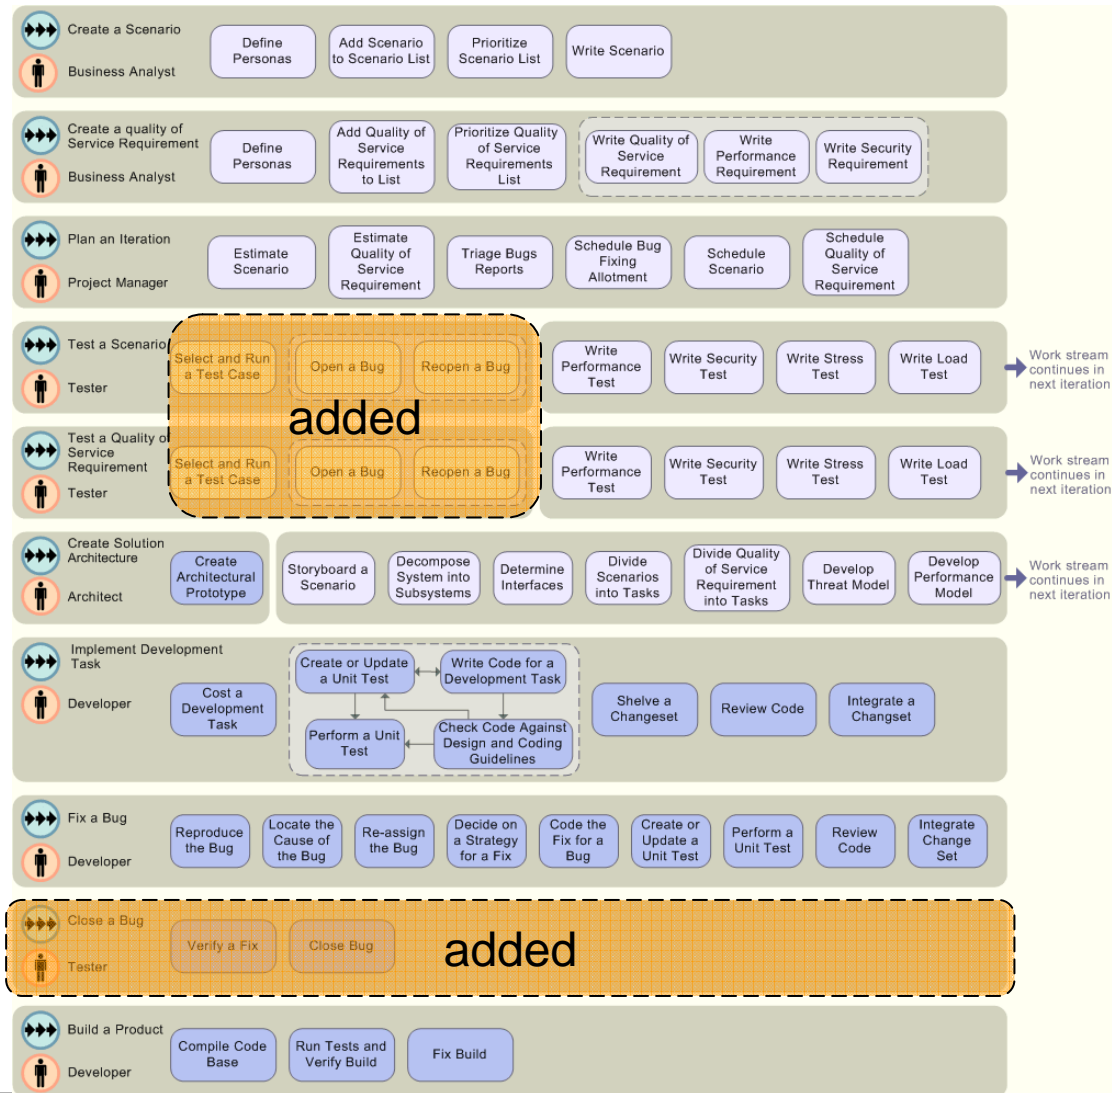 Create a Scenario
Business Analyst
Define
Personas
Add Scenario
to Scenario List
Prioritize
Scenario List
Write Scenario
Create a quality of
Service Requirement
Business Analyst
Define
Personas
Add Quality of
Service
Requirements
to List
Prioritize Quality
of Service
Requirements
List
Write Quality of
Service
Requirement
Write
Performance
Requirement
Write Security
Requirement
Plan an Iteration
Project Manager
Estimate
Scenario
Estimate
Quality of
Service
Requirement
Triage Bugs
Reports
Schedule Bug
Fixing
Allotment
Schedule
Scenario
Schedule
Quality of
Service
Requirement
Test a Scenario
Tester
Select and Run
a Test Case
Open a Bug
Reopen a Bug
Write
Performance
Test
Write Security
Test
Write Stress
Test
Write Load
Test
Work stream
continues in
next iteration
added
Test a Quality of
Service
Requirement
Tester
Select and Run
a Test Case
Open a Bug
Reopen a Bug
Write
Performance
Test
Write Security
Test
Write Stress
Test
Write Load
Test
Work stream
continues in
next iteration
Create Solution
Architecture
Architect
Create
Architectural
Prototype
Storyboard a
Scenario
Decompose
System into
Subsystems
Determine
Interfaces
Divide
Scenarios
into Tasks
Divide Quality
of Service
Requirement
into Tasks
Develop
Threat Model
Develop
Performance
Model
Work stream
continues in
next iteration
Implement Development
Task
Developer
Cost a
Development
Task
Create or Update
a Unit Test
Write Code for a
Development Task
Perform a Unit
Test
Check Code Against
Design and Coding
Guidelines
Shelve a
Changeset
Review Code
Integrate a
Changset
Fix a Bug
Developer
Reproduce
the Bug
Locate the
Cause of
the Bug
Re-assign
the Bug
Decide on
a Strategy
for a Fix
Code the
Fix for a
Bug
Create or
Update a
Unit Test
Perform a
Unit Test
Review
Code
Integrate
Change
Set
Close a Bug
Tester
Verify a Fix
Close Bug
added
Build a Product
Developer
Compile Code
Base
Run Tests and
Verify Build
Fix Build